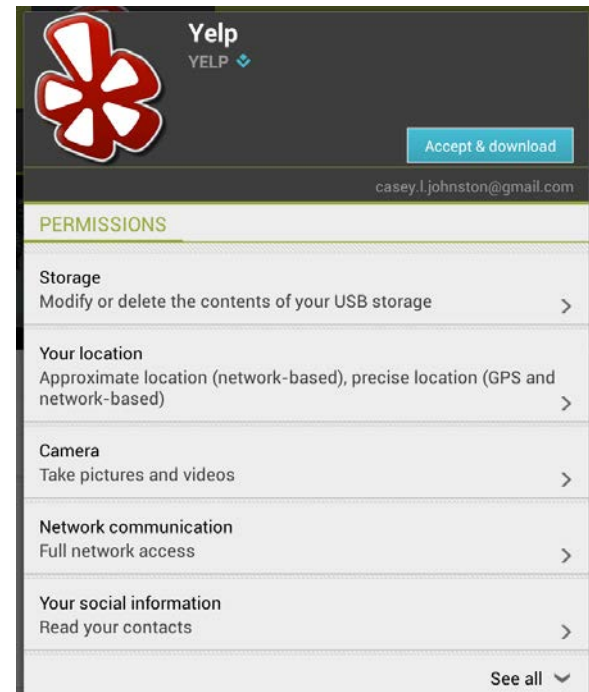 Yelp
YELP
Accept & download
casey.l.johnston@gmail.com
PERMISSIONS
Storage
Modify or delete the contents of your USB storage
Your location
Approximate location (network-based), precise location (GPS and
network-based)
Camera
Take pictures and videos
Network communication
Full network access
Your social information
Read your contacts
See all